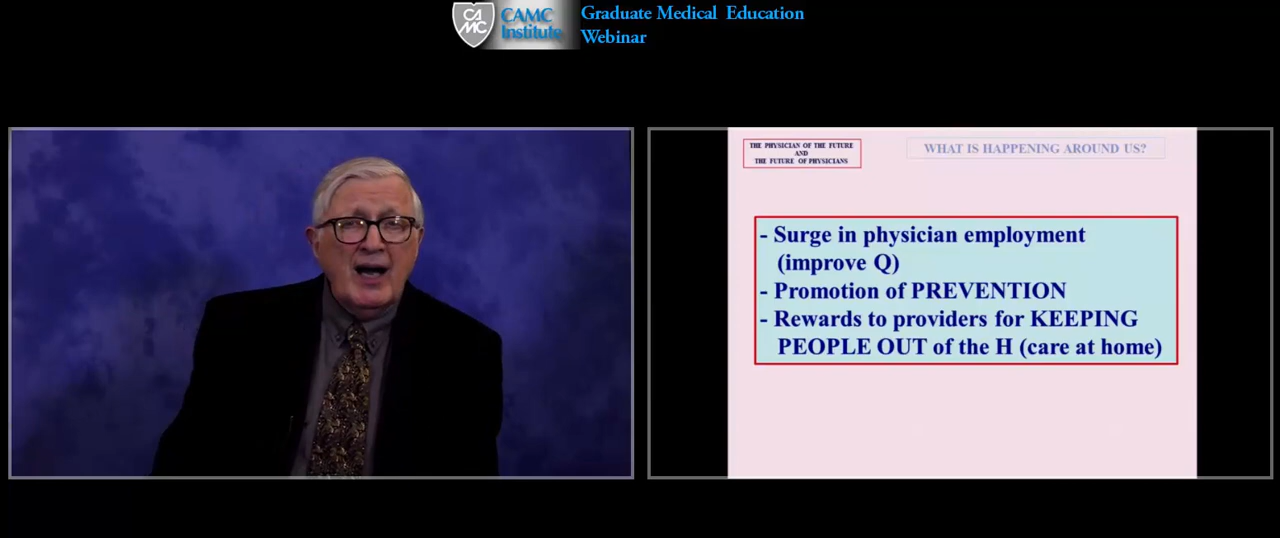 CAMC
CAMC
Institute
Graduate Medical Education
Webinar
THE PHYSICIAN OF THE FUTURE
AND
THE FUTURE OF PHYSICIANS
WHAT IS HAPPENING AROUND US?
- Surge in physician employment
(improve Q)
- Promotion of PREVENTION
- Rewards to providers for KEEPING
PEOPLE OUT of the H (care at home)